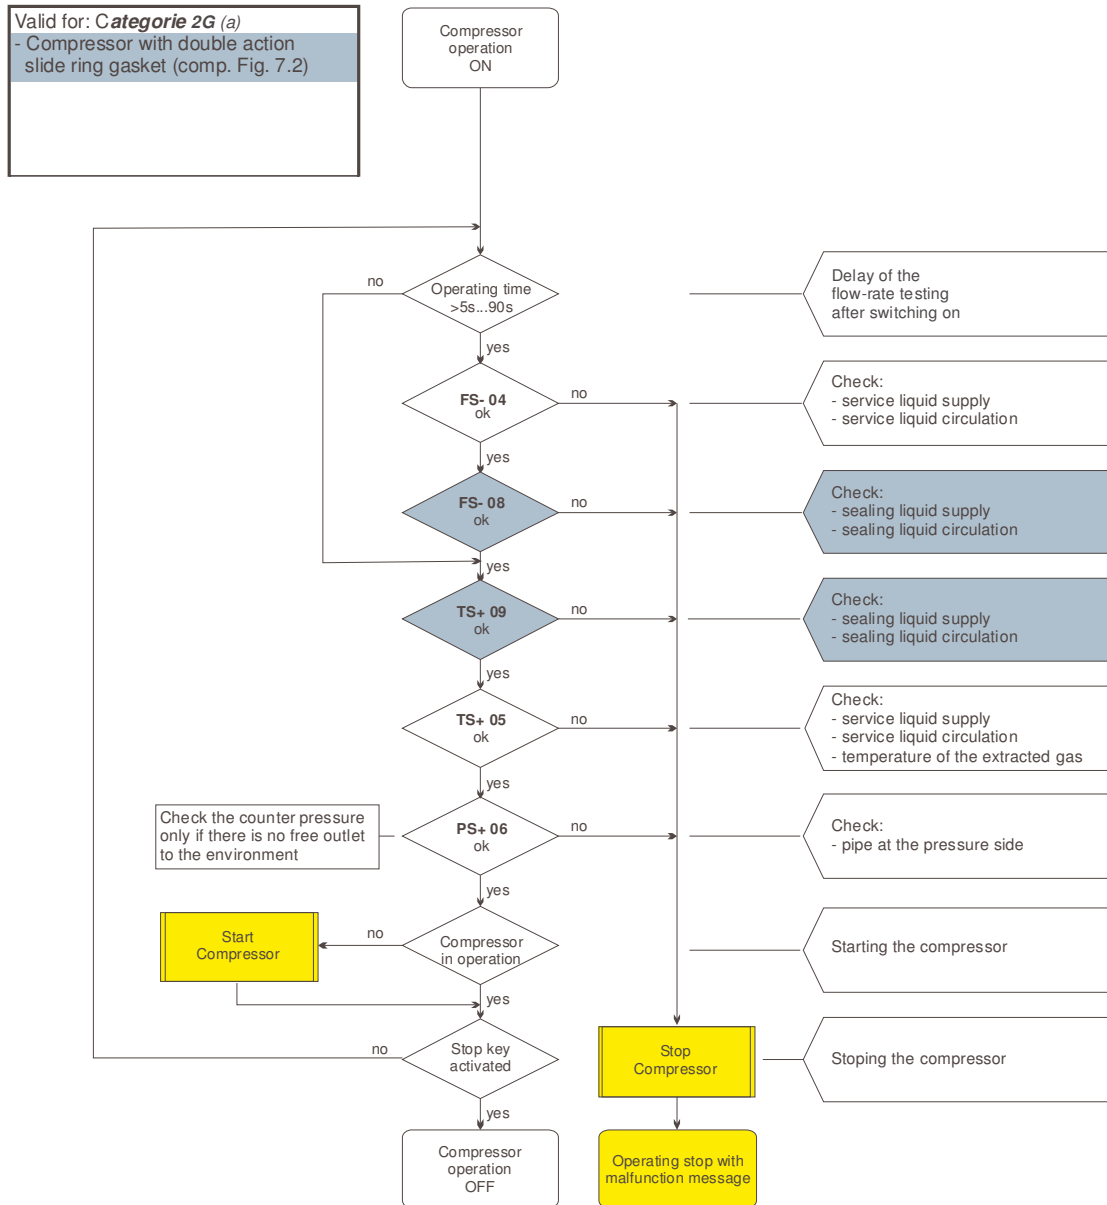 Valid for: Categorie 2G (a)
- Compressor with double action
slide ring gasket (comp. Fig. 7.2)
Compressor
operation
ON
no
Operating time
>5s...90s
yes
Delay of the
flow-rate testing
after switching on
FS- 04
ok
no
yes
Check:
- service liquid supply
- service liquid circulation
FS- 08
ok
no
yes
Check:
- sealing liquid supply
- sealing liquid circulation
TS+ 09
ok
no
yes
Check:
- sealing liquid supply
- sealing liquid circulation
TS+ 05
ok
no
yes
Check:
- service liquid supply
- service liquid circulation
- temperature of the extracted gas
Check the counter pressure
only if there is no free outlet
to the environment
PS+ 06
ok
no
yes
Check:
- pipe at the pressure side
Start
Compressor
no
Compressor
in operation
yes
Starting the compressor
no
Stop key
activated
yes
Stop
Compressor
Stoping the compressor
Compressor
operation
OFF
Operating stop with
malfunction message